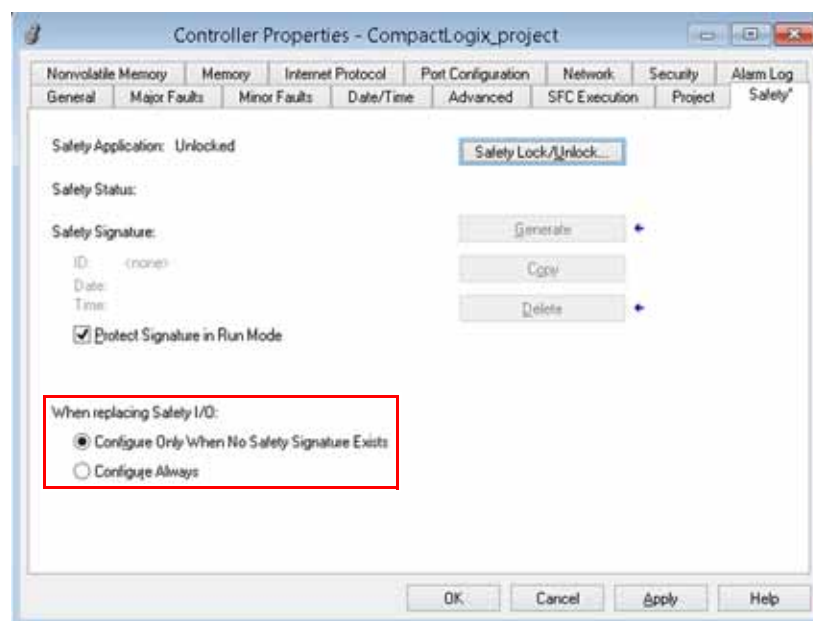 Controller Properties - CompactLogix_project
Nonvolatile Memory Memory Internet Protocol Port Configuration Network Security Alarm Log
General Major Faults Minor Faults Date/Time Advanced SFC Execution Project Safety*
Safety Application: Unlocked
Safety Lock/Unlock...
Safety Status:
Safety Signature:
Generate
ID: <none>
Copy
Date:
Time:
Delete
Protect Signature in Run Mode
When replacing Safety I/O:
Configure Only When No Safety Signature Exists
Configure Always
OK Cancel Apply Help